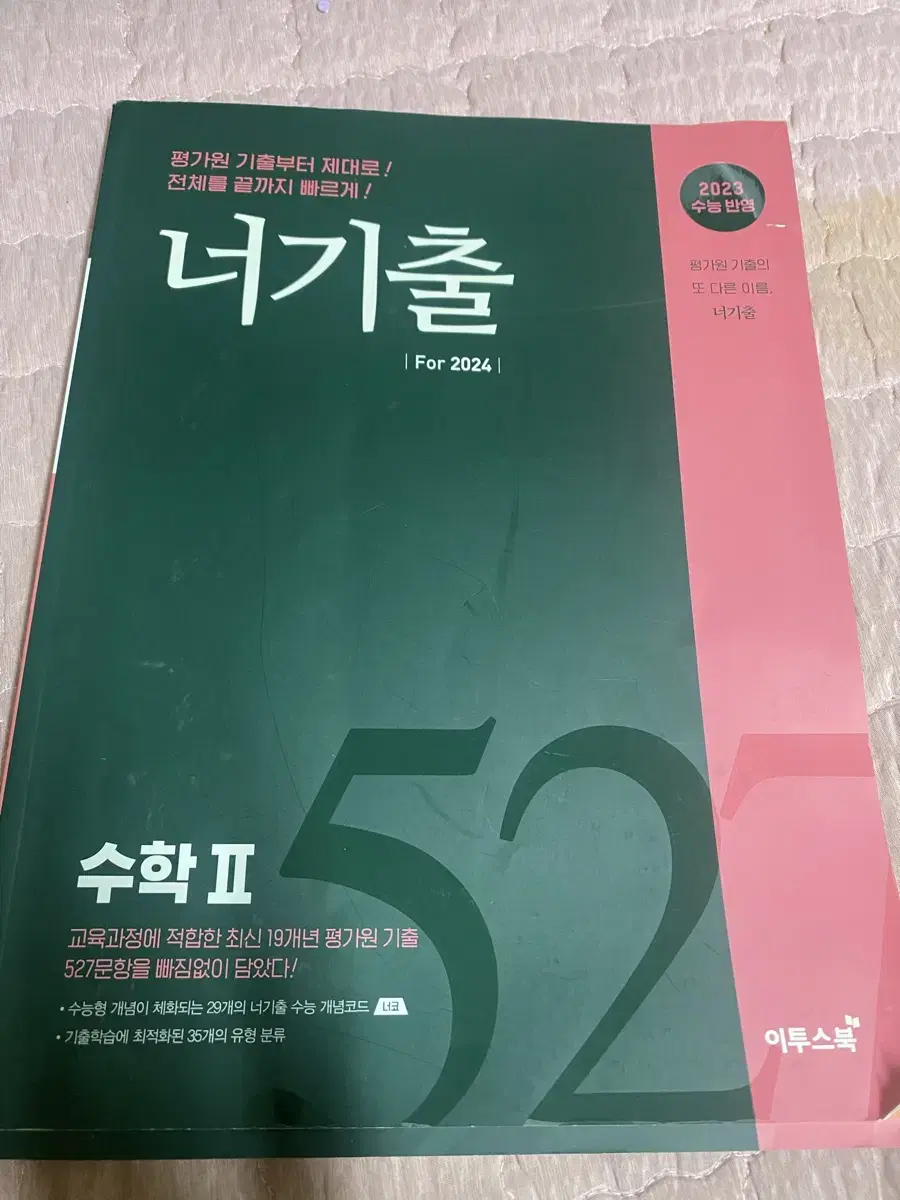 평가원 기출부터 제대로!
전체를 끝까지 빠르게!
너기출
| For 2024 |
2023
수능 반영
평가원 기출의
또 다른 이름,
너기출
527
수학 II
교육과정에 적합한 최신 19개년 평가원 기출
527문항을 빠짐없이 담았다!
• 수능형 개념이 체화되는 29개의 너기출 수능 개념코드 너코
• 기출학습에 최적화된 35개의 유형 분류
이투스북